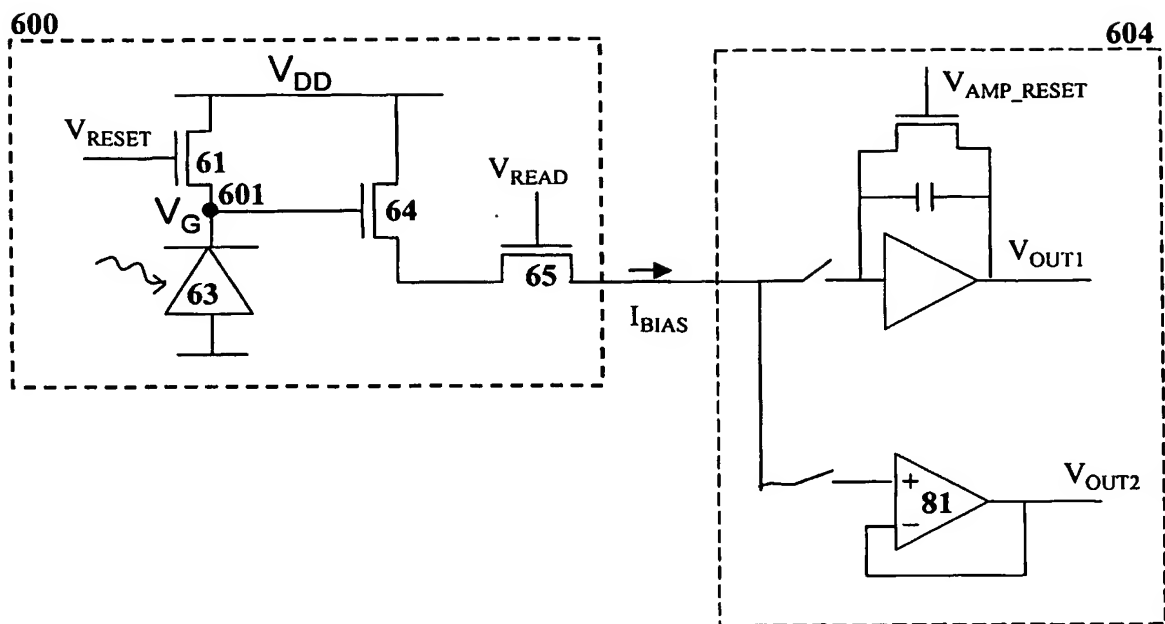 600
604
V_DD
V_AMP_RESET
V_RESET
61
601
V_READ
V_G
64
65
63
I_BIAS
V_OUT1
+
81
−
V_OUT2